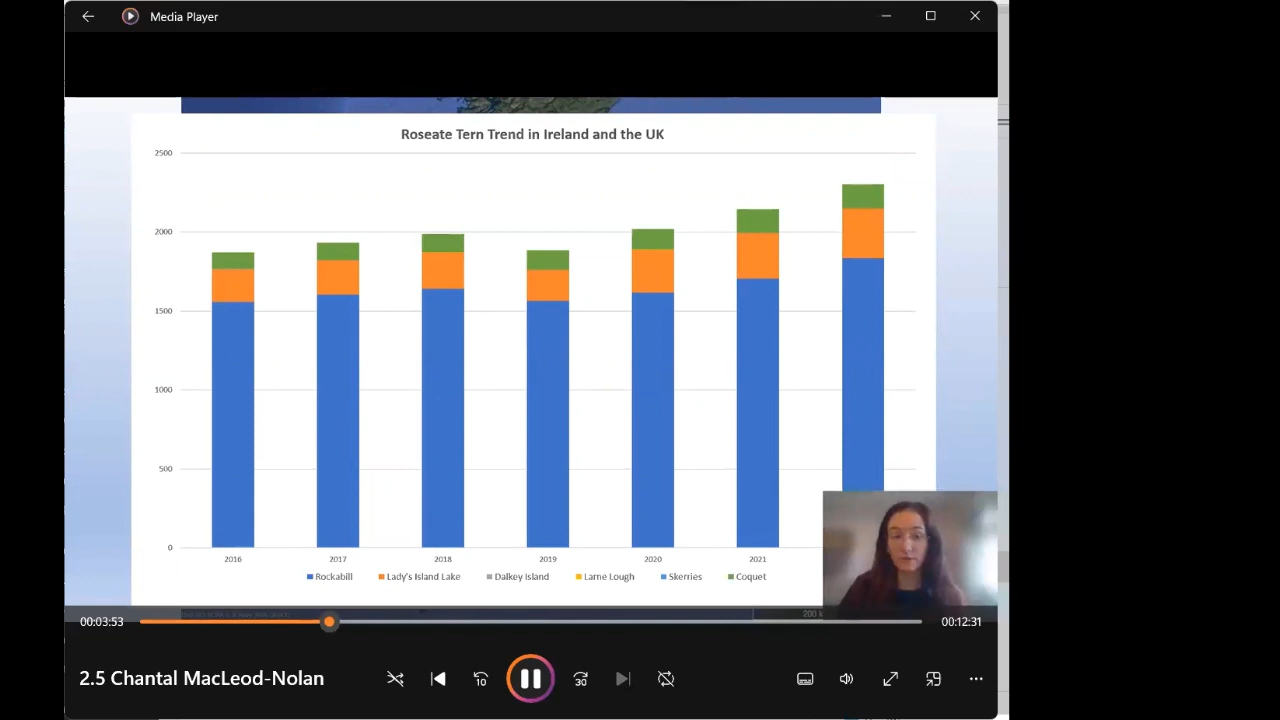 Media Player
Roseate Tern Trend in Ireland and the UK
2500
2000
1500
1000
500
0
2016 2017 2018 2019 2020 2021
Rockabill Lady's Island Lake Dalkey Island Larne Lough Skerries Coquet
00:03:53 00:12:31
2.5 Chantal MacLeod-Nolan 10 30